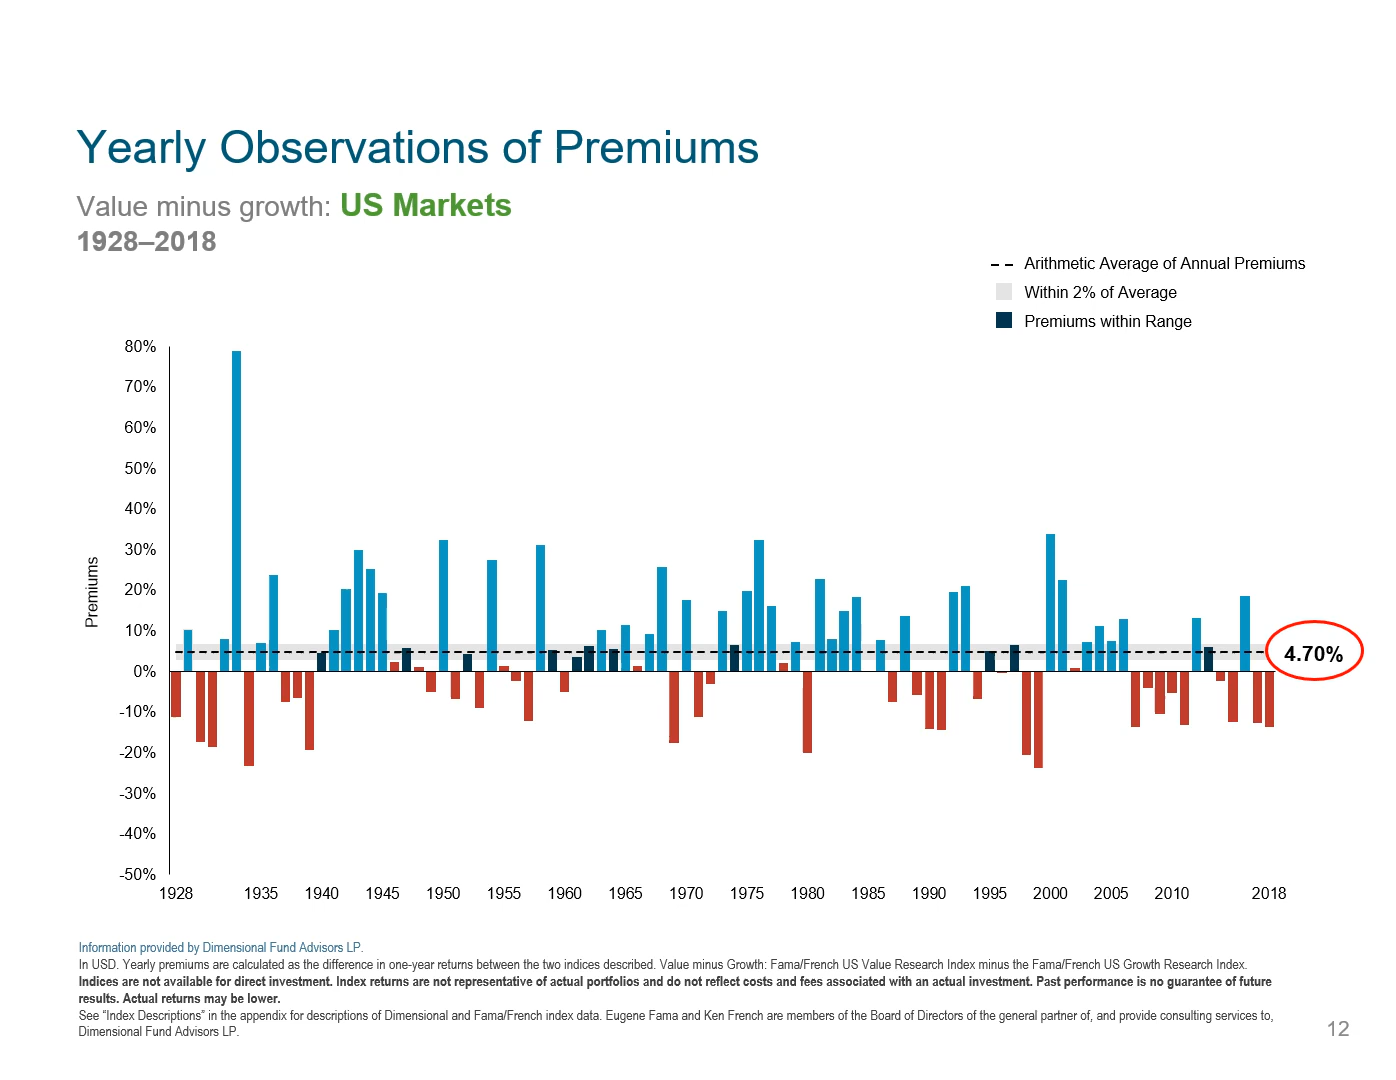 Yearly Observations of Premiums
Value minus growth: US Markets
1928–2018
Arithmetic Average of Annual Premiums
Within 2% of Average
Premiums within Range
80%
70%
60%
50%
40%
30%
20%
10%
0%
-10%
-20%
-30%
-40%
-50%
Premiums
4.70%
1928 1935 1940 1945 1950 1955 1960 1965 1970 1975 1980 1985 1990 1995 2000 2005 2010 2018
Information provided by Dimensional Fund Advisors LP.
In USD. Yearly premiums are calculated as the difference in one-year returns between the two indices described. Value minus Growth: Fama/French US Value Research Index minus the Fama/French US Growth Research Index.
Indices are not available for direct investment. Index returns are not representative of actual portfolios and do not reflect costs and fees associated with an actual investment. Past performance is no guarantee of future
results. Actual returns may be lower.
See “Index Descriptions” in the appendix for descriptions of Dimensional and Fama/French index data. Eugene Fama and Ken French are members of the Board of Directors of the general partner of, and provide consulting services to,
Dimensional Fund Advisors LP.
12